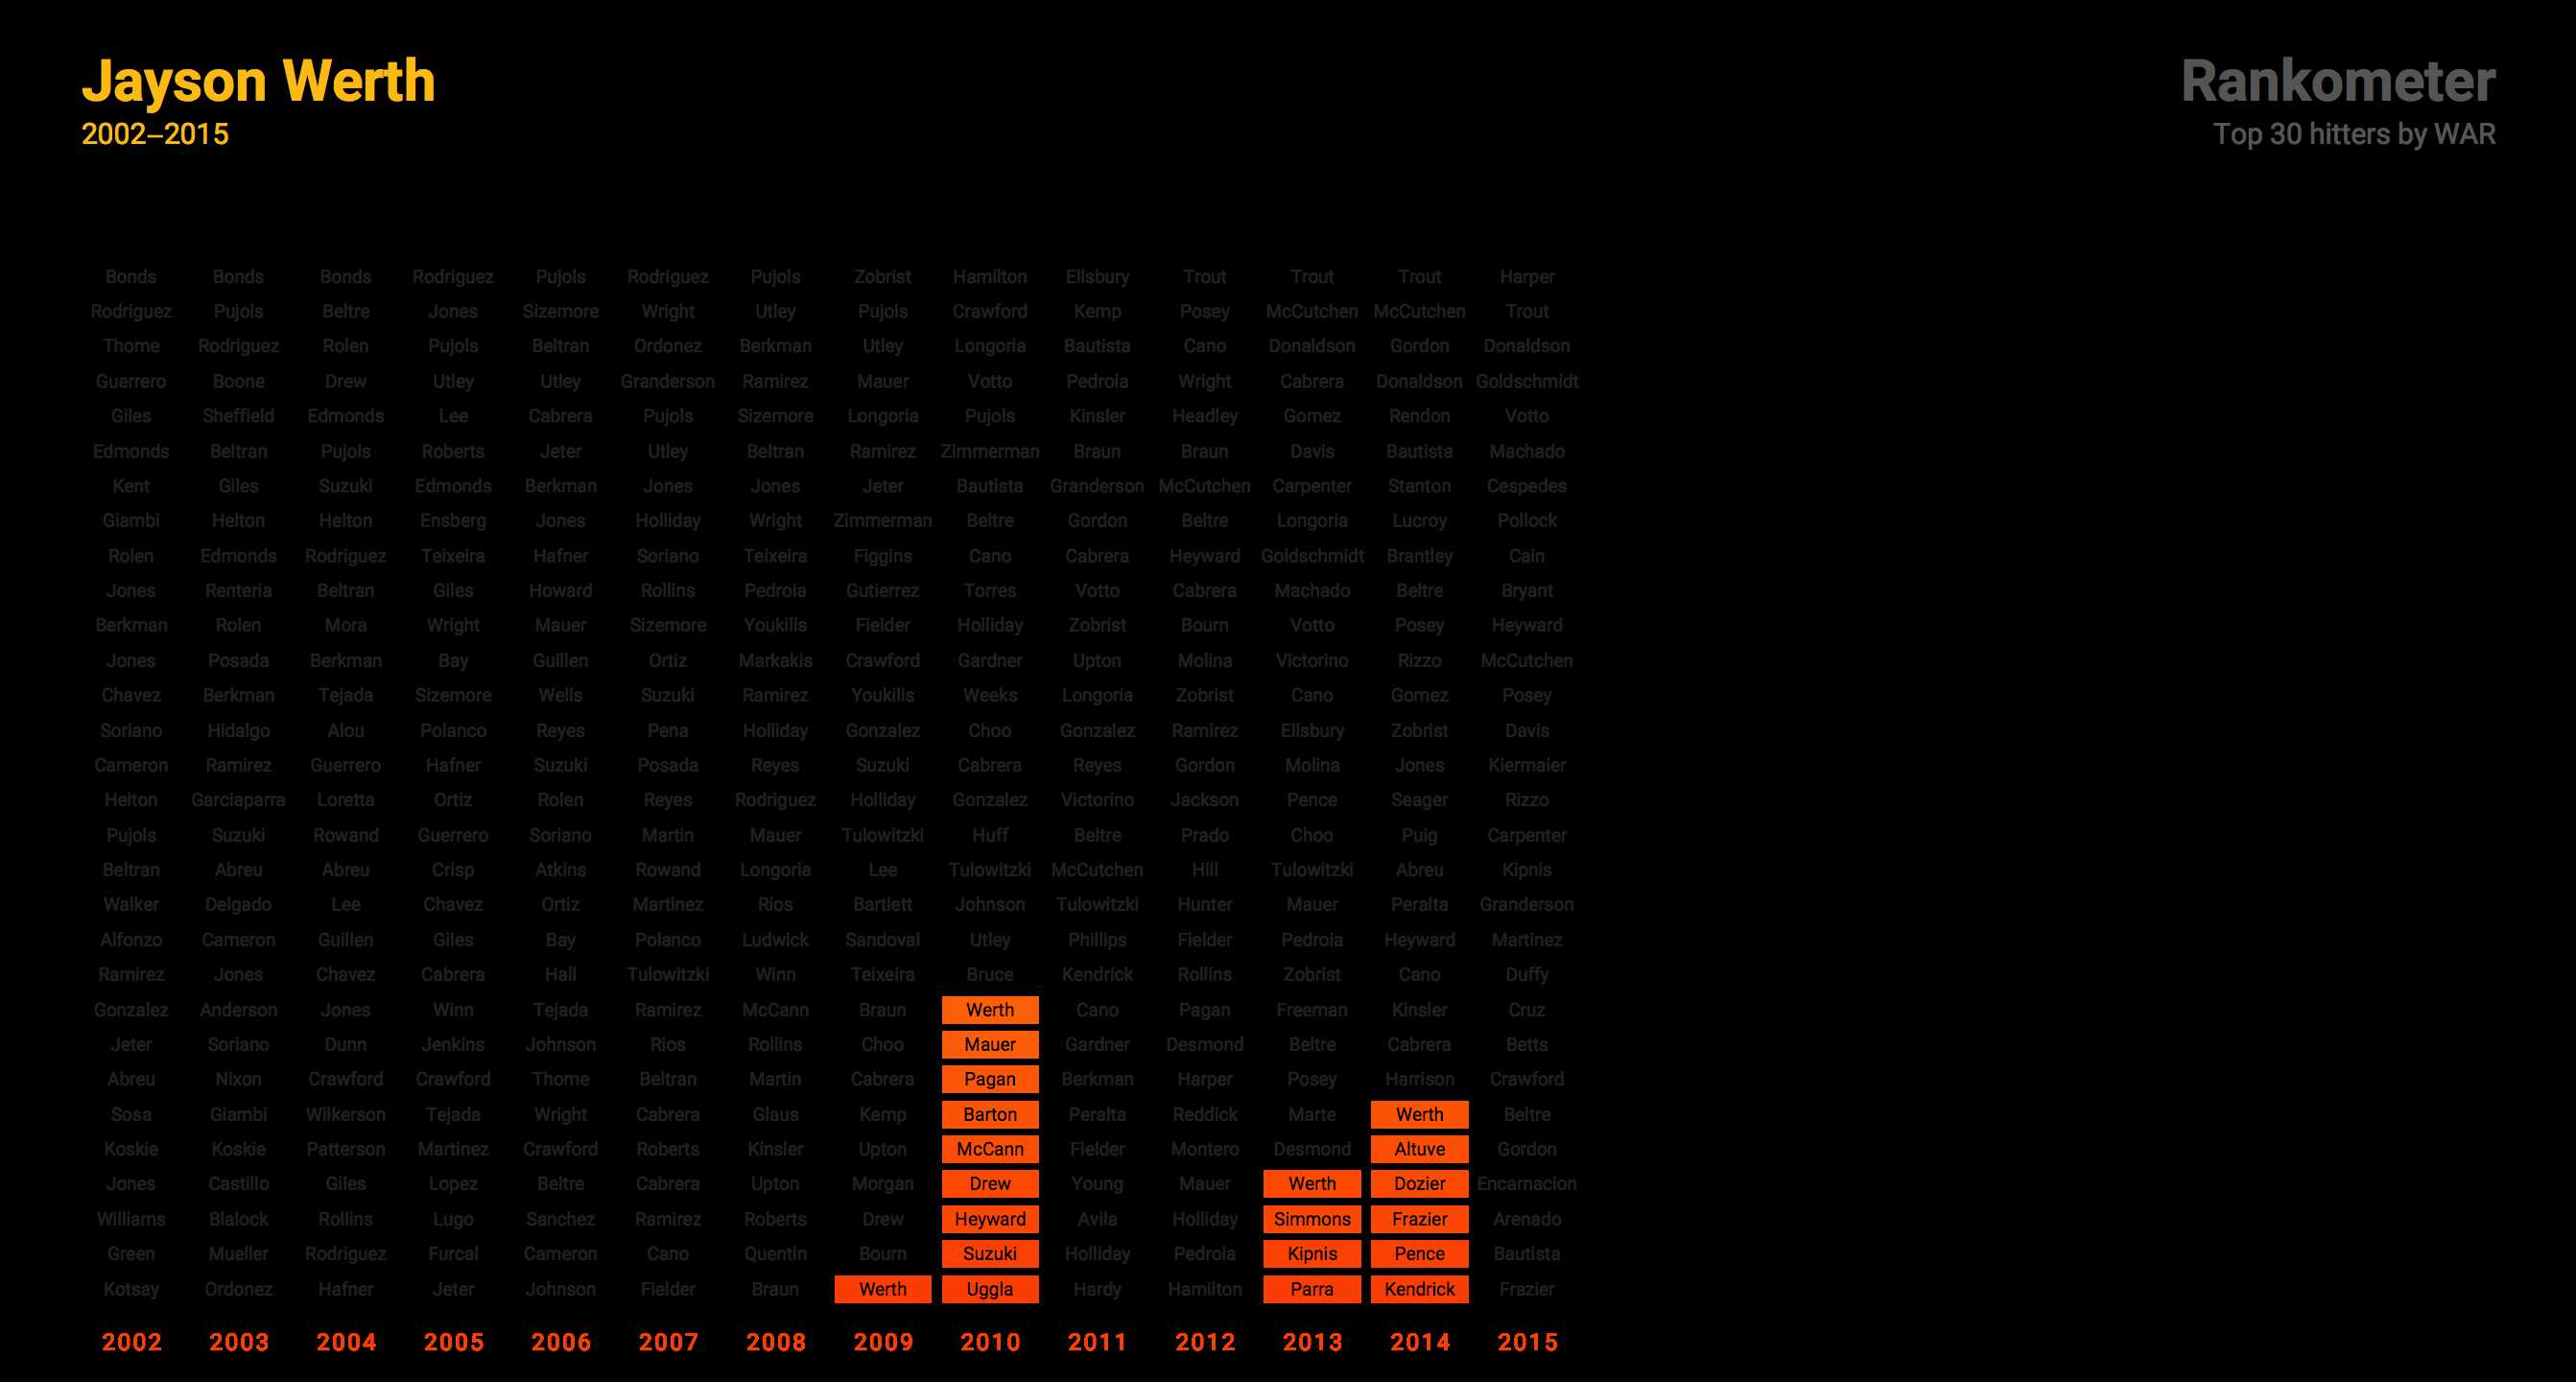 Jayson Werth
2002–2015
Rankometer
Top 30 hitters by WAR
Bonds Bonds Bonds Rodriguez Pujols Rodriguez Pujols Zobrist Hamilton Ellsbury Trout Trout Trout Harper
Rodriguez Pujols Beltre Jones Sizemore Wright Utley Pujols Crawford Kemp Posey McCutchen McCutchen Trout
Thome Rodriguez Rolen Pujols Beltran Ordonez Berkman Utley Longoria Bautista Cano Donaldson Gordon Donaldson
Guerrero Boone Drew Utley Utley Granderson Ramirez Mauer Votto Pedroia Wright Cabrera Donaldson Goldschmidt
Giles Sheffield Edmonds Lee Cabrera Pujols Sizemore Longoria Pujols Kinsler Headley Gomez Rendon Votto
Edmonds Beltran Pujols Roberts Jeter Utley Beltran Ramirez Zimmerman Braun Braun Davis Bautista Machado
Kent Giles Suzuki Edmonds Berkman Jones Jones Jeter Bautista Granderson McCutchen Carpenter Stanton Cespedes
Giambi Helton Helton Ensberg Jones Holliday Wright Zimmerman Beltre Gordon Beltre Longoria Lucroy Pollock
Rolen Edmonds Rodriguez Teixeira Hafner Soriano Teixeira Figgins Cano Cabrera Heyward Goldschmidt Brantley Cain
Jones Renteria Beltran Giles Howard Rollins Pedroia Gutierrez Torres Votto Cabrera Machado Beltre Bryant
Berkman Rolen Mora Wright Mauer Sizemore Youkilis Fielder Holliday Zobrist Bourn Votto Posey Heyward
Jones Posada Berkman Bay Guillen Ortiz Markakis Crawford Gardner Upton Molina Victorino Rizzo McCutchen
Chavez Berkman Tejada Sizemore Wells Suzuki Ramirez Youkilis Weeks Longoria Zobrist Cano Gomez Posey
Soriano Hidalgo Alou Polanco Reyes Pena Holliday Gonzalez Choo Gonzalez Ramirez Ellsbury Zobrist Davis
Cameron Ramirez Guerrero Hafner Suzuki Posada Reyes Suzuki Cabrera Reyes Gordon Molina Jones Kiermaier
Helton Garciaparra Loretta Ortiz Rolen Reyes Rodriguez Holliday Gonzalez Victorino Jackson Pence Seager Rizzo
Pujols Suzuki Rowand Guerrero Soriano Martin Mauer Tulowitzki Huff Beltre Prado Choo Puig Carpenter
Beltran Abreu Abreu Crisp Atkins Rowand Longoria Lee Tulowitzki McCutchen Hill Tulowitzki Abreu Kipnis
Walker Delgado Lee Chavez Ortiz Martinez Rios Bartlett Johnson Tulowitzki Hunter Mauer Peralta Granderson
Alfonzo Cameron Guillen Giles Bay Polanco Ludwick Sandoval Utley Phillips Fielder Pedroia Heyward Martinez
Ramirez Jones Chavez Cabrera Hall Tulowitzki Winn Teixeira Bruce Kendrick Rollins Zobrist Cano Duffy
Gonzalez Anderson Jones Winn Tejada Ramirez McCann Braun Werth Cano Pagan Freeman Kinsler Cruz
Jeter Soriano Dunn Jenkins Johnson Rios Rollins Choo Mauer Gardner Desmond Beltre Cabrera Betts
Abreu Nixon Crawford Crawford Thome Beltran Martin Cabrera Pagan Berkman Harper Posey Harrison Crawford
Sosa Giambi Wilkerson Tejada Wright Cabrera Glaus Kemp Barton Peralta Reddick Marte Werth Beltre
Koskie Koskie Patterson Martinez Crawford Roberts Kinsler Upton McCann Fielder Montero Desmond Altuve Gordon
Jones Castillo Giles Lopez Beltre Cabrera Upton Morgan Drew Young Mauer Werth Dozier Encarnacion
Williams Blalock Rollins Lugo Sanchez Ramirez Roberts Drew Heyward Avila Holliday Simmons Frazier Arenado
Green Mueller Rodriguez Furcal Cameron Cano Quentin Bourn Suzuki Holliday Pedroia Kipnis Pence Bautista
Kotsay Ordonez Hafner Jeter Johnson Fielder Braun Werth Uggla Hardy Hamilton Parra Kendrick Frazier
2002 2003 2004 2005 2006 2007 2008 2009 2010 2011 2012 2013 2014 2015